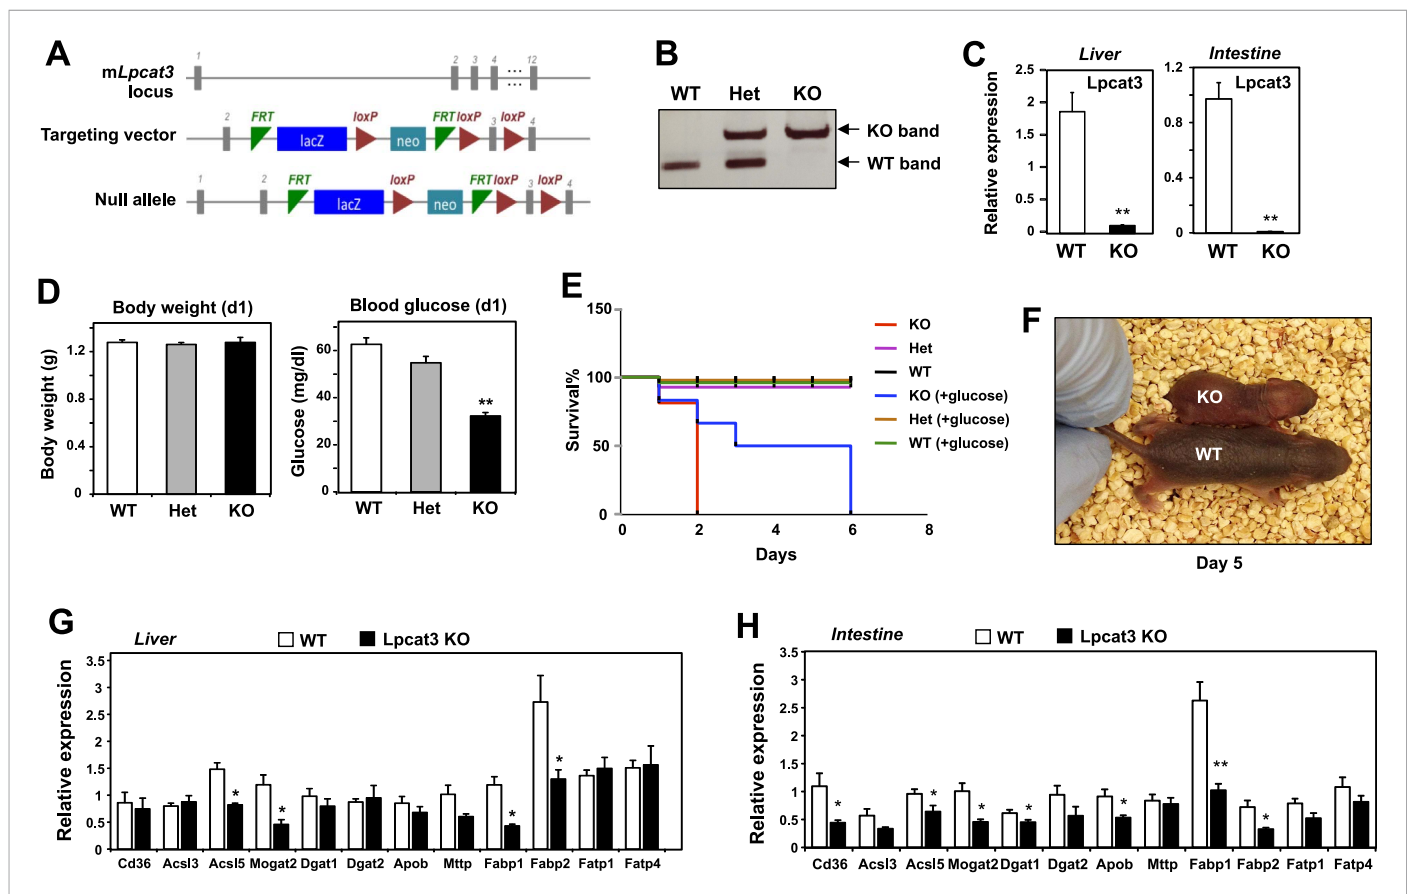 A
mLpcat3
locus
1
2
3
4
...
...
12
Targeting vector
2
FRT
lacZ
loxP
neo
FRT
loxP
3
loxP
4
Null allele
1
2
FRT
lacZ
loxP
neo
FRT
loxP
3
loxP
4
B
WT Het KO
KO band
WT band
C
Liver
Lpcat3
Relative expression
2.5
2
1.5
1
0.5
0
**
WT KO
Intestine
Lpcat3
1.2
0.8
0.4
0
**
WT KO
D
Body weight (d1)
Body weight (g)
1.2
0.8
0.4
0
WT Het KO
Blood glucose (d1)
Glucose (mg/dl)
60
40
20
0
**
WT Het KO
E
Survival%
150
100
50
0
0 2 4 6 8
Days
KO
Het
WT
KO (+glucose)
Het (+glucose)
WT (+glucose)
F
KO
WT
Day 5
G
Liver
WT Lpcat3 KO
Relative expression
3.5
3
2.5
2
1.5
1
0.5
0
* * * *
Cd36 Acsl3 Acsl5 Mogat2 Dgat1 Dgat2 Apob Mttp Fabp1 Fabp2 Fatp1 Fatp4
H
Intestine
WT Lpcat3 KO
Relative expression
3.5
3
2.5
2
1.5
1
0.5
0
* * * * * ** *
Cd36 Acsl3 Acsl5 Mogat2 Dgat1 Dgat2 Apob Mttp Fabp1 Fabp2 Fatp1 Fatp4